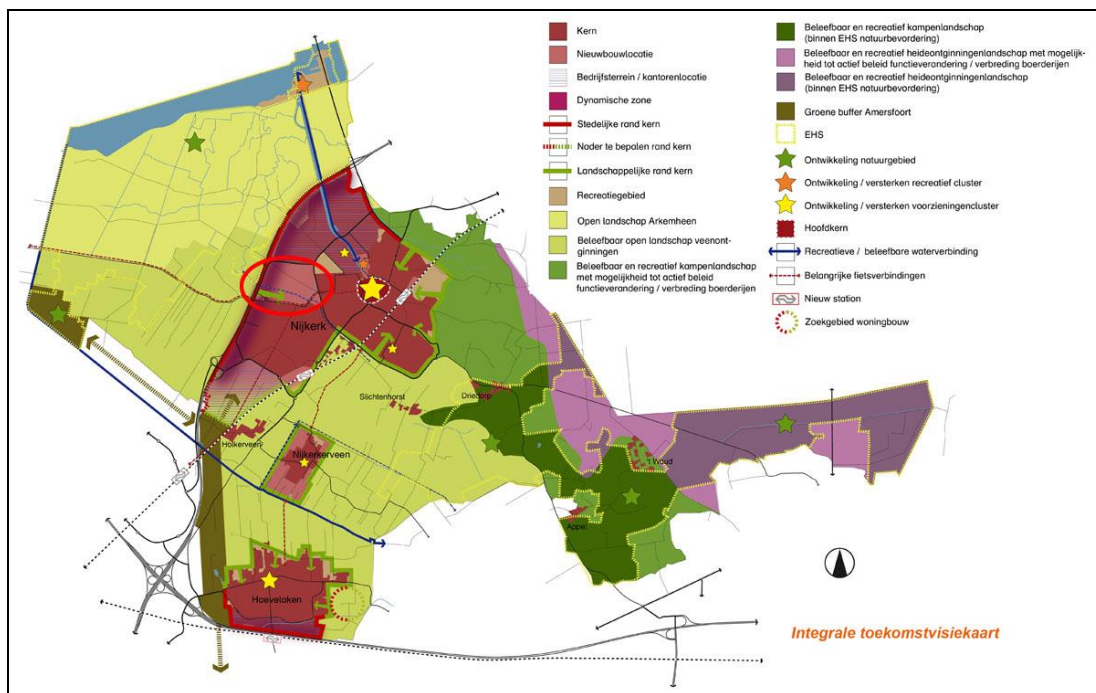 Kern
Nieuwbouwlocatie
Bedrijfsterrein / kantorenlocatie
Dynamische zone
Stedelijke rand kern
Nader te bepalen rand kern
Landschappelijke rand kern
Recreatiegebied
Open landschap Arkemheen
Beleefbaar open landschap veenont-
ginningen
Beleefbaar en recreatief kampenlandschap
met mogelijkheid tot actief beleid
functieverandering / verbreding boerderijen
Beleefbaar en recreatief kampenlandschap
(binnen EHS natuurbevordering)
Beleefbaar en recreatief heideontginningenlandschap met mogelijk-
heid tot actief beleid functieverandering / verbreding boerderijen
Beleefbaar en recreatief heideontginningenlandschap
(binnen EHS natuurbevordering)
Groene buffer Amersfoort
EHS
Ontwikkeling natuurgebied
Ontwikkeling / versterken recreatief cluster
Ontwikkeling / versterken voorzieningencluster
Hoofdkern
Recreatieve / beleefbare waterverbinding
Belangrijke fietsverbindingen
Nieuw station
Zoekgebied woningbouw
Nijkerk
Slichtenhorst
Driedorp
Holkerveen
Nijkerkerveen
't Woud
Appel
Hoevelaken
Integrale toekomstvisiekaart